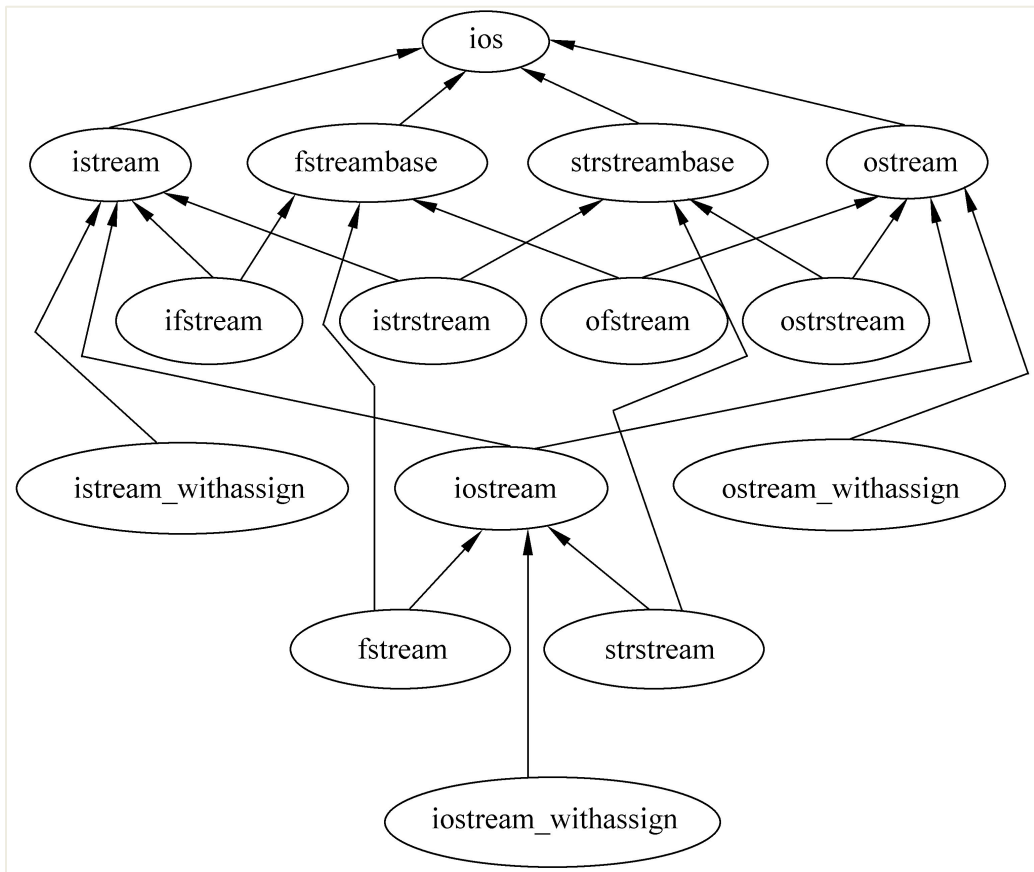 ios
istream
fstreambase
strstreambase
ostream
ifstream
istrstream
ofstream
ostrstream
istream_withassign
iostream
ostream_withassign
fstream
strstream
iostream_withassign